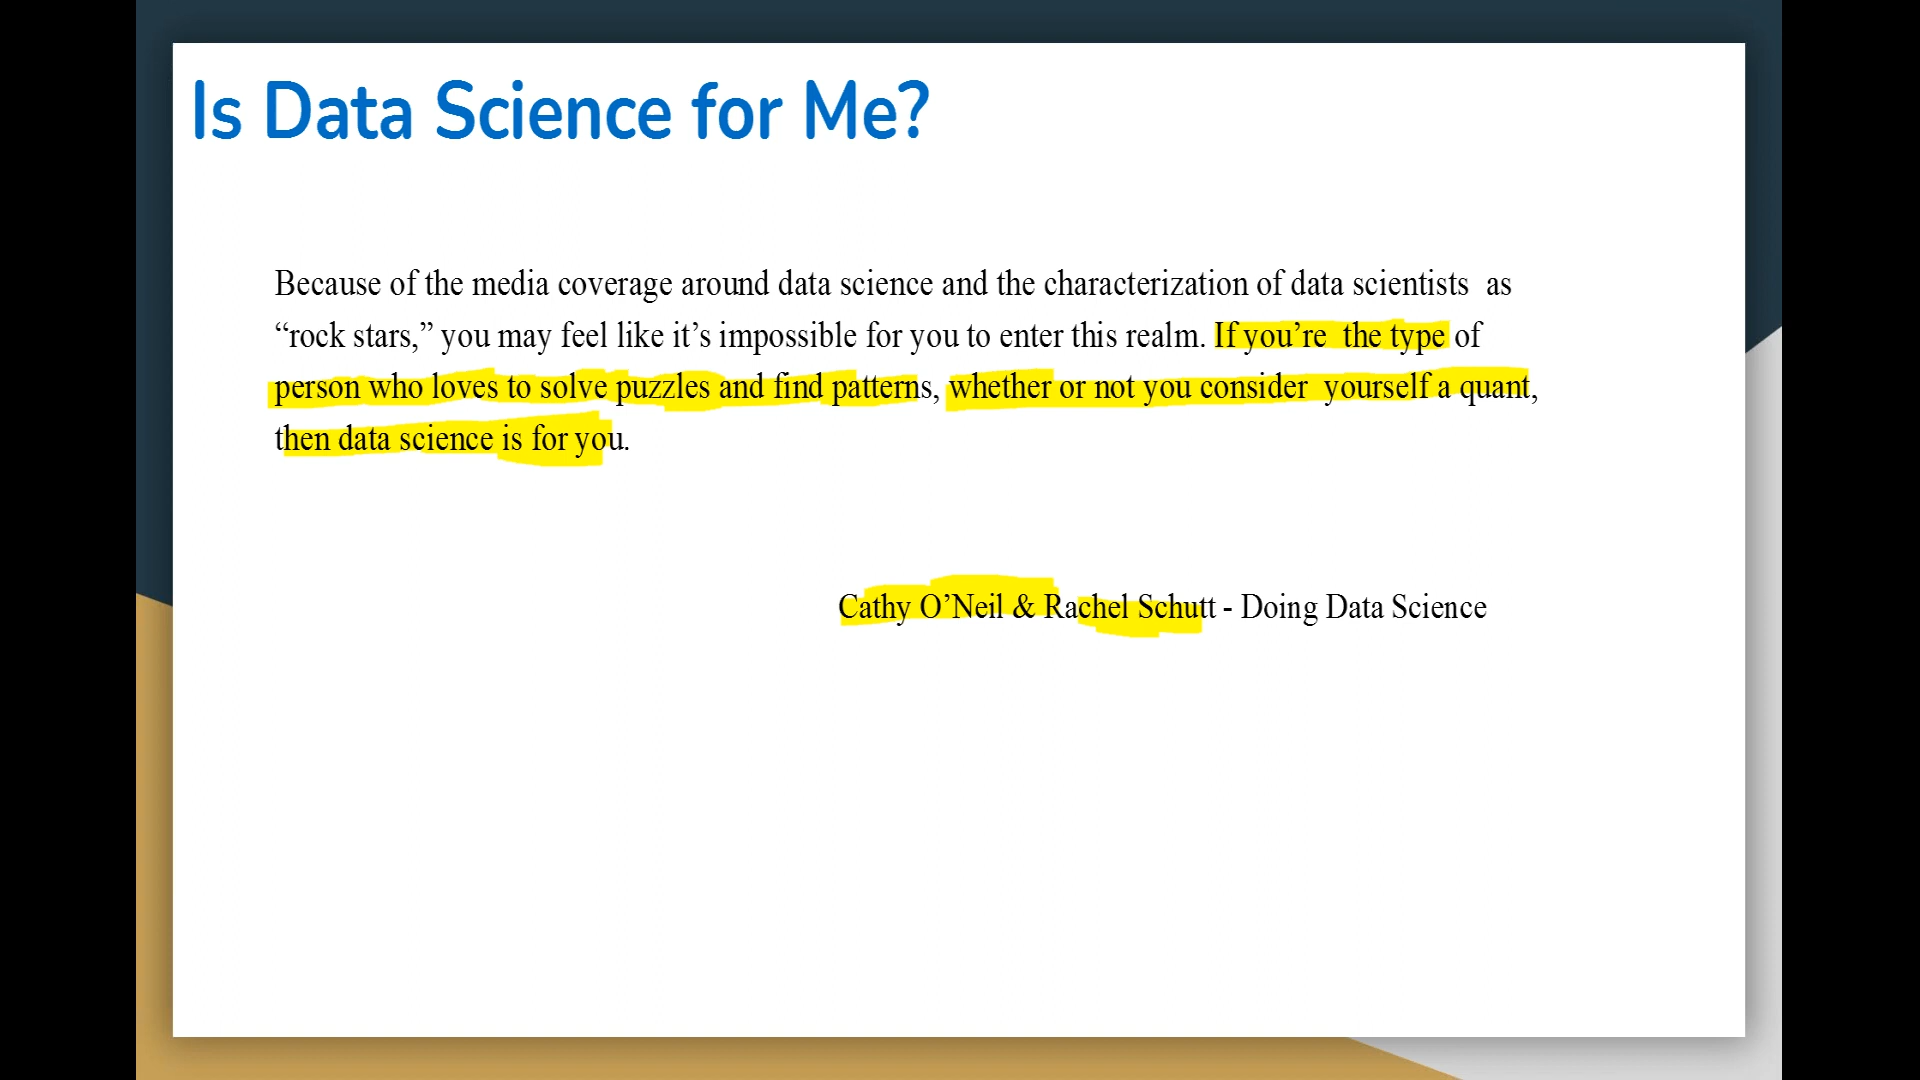 Is Data Science for Me?
Because of the media coverage around data science and the characterization of data scientists as
“rock stars,” you may feel like it’s impossible for you to enter this realm. If you’re the type of
person who loves to solve puzzles and find patterns, whether or not you consider yourself a quant,
then data science is for you.
Cathy O’Neil & Rachel Schutt - Doing Data Science